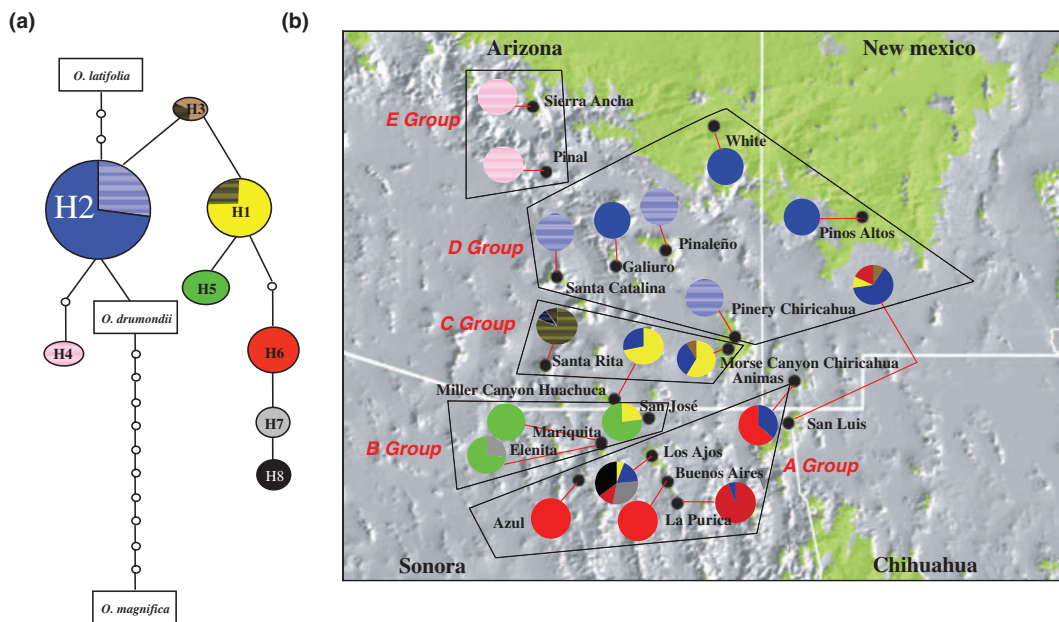 (a)
O. latifolia
H3
H2
H1
H5
O. drumondii
H4
H6
H7
H8
O. magnifica
(b)
Arizona
New mexico
E Group
Sierra Ancha
Pinal
White
Pinos Altos
D Group
Pinaleño
Galiuro
Santa Catalina
Pinery Chiricahua
C Group
Santa Rita
Morse Canyon Chiricahua
Miller Canyon Huachuca
Animas
San José
San Luis
B Group
Mariquita
Elenita
A Group
Los Ajos
Buenos Aires
Azul
La Purica
Sonora
Chihuahua